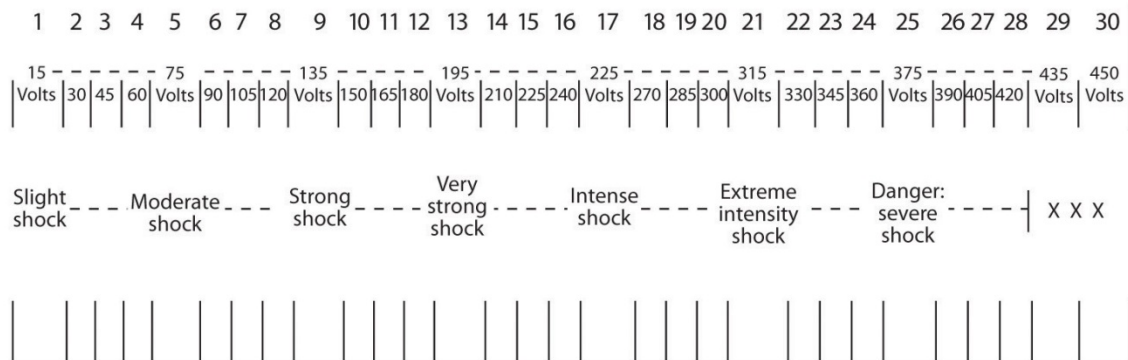 1 2 3 4 5 6 7 8 9 10 11 12 13 14 15 16 17 18 19 20 21 22 23 24 25 26 27 28 29 30
15 75 135 195 225 315 375 435 450
Volts 30 45 60 Volts 90 105 120 Volts 150 165 180 Volts 210 225 240 Volts 270 285 300 Volts 330 345 360 Volts 390 405 420 Volts Volts
Slight shock
Moderate shock
Strong shock
Very strong shock
Intense shock
Extreme intensity shock
Danger: severe shock
X X X